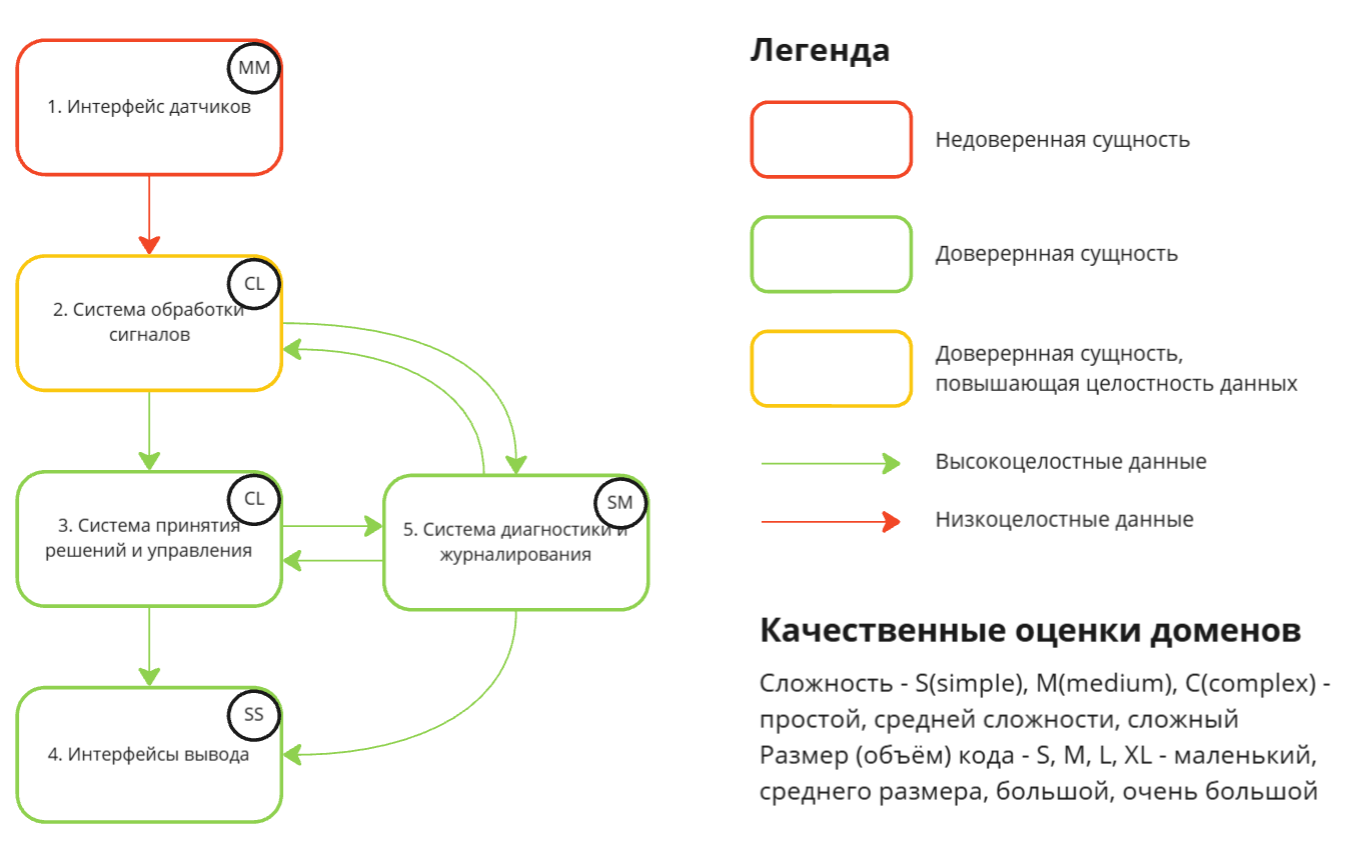 MM
1. Интерфейс датчиков
CL
2. Система обработки
сигналов
CL
3. Система принятия
решений и управления
SM
5. Система диагностики и
журналирования
SS
4. Интерфейсы вывода
Легенда
Недоверенная сущность
Доверернная сущность
Доверернная сущность,
повышающая целостность данных
Высокоцелостные данные
Низкоцелостные данные
Качественные оценки доменов
Сложность - S(simple), M(medium), C(complex) -
простой, средней сложности, сложный
Размер (объём) кода - S, M, L, XL - маленький,
среднего размера, большой, очень большой